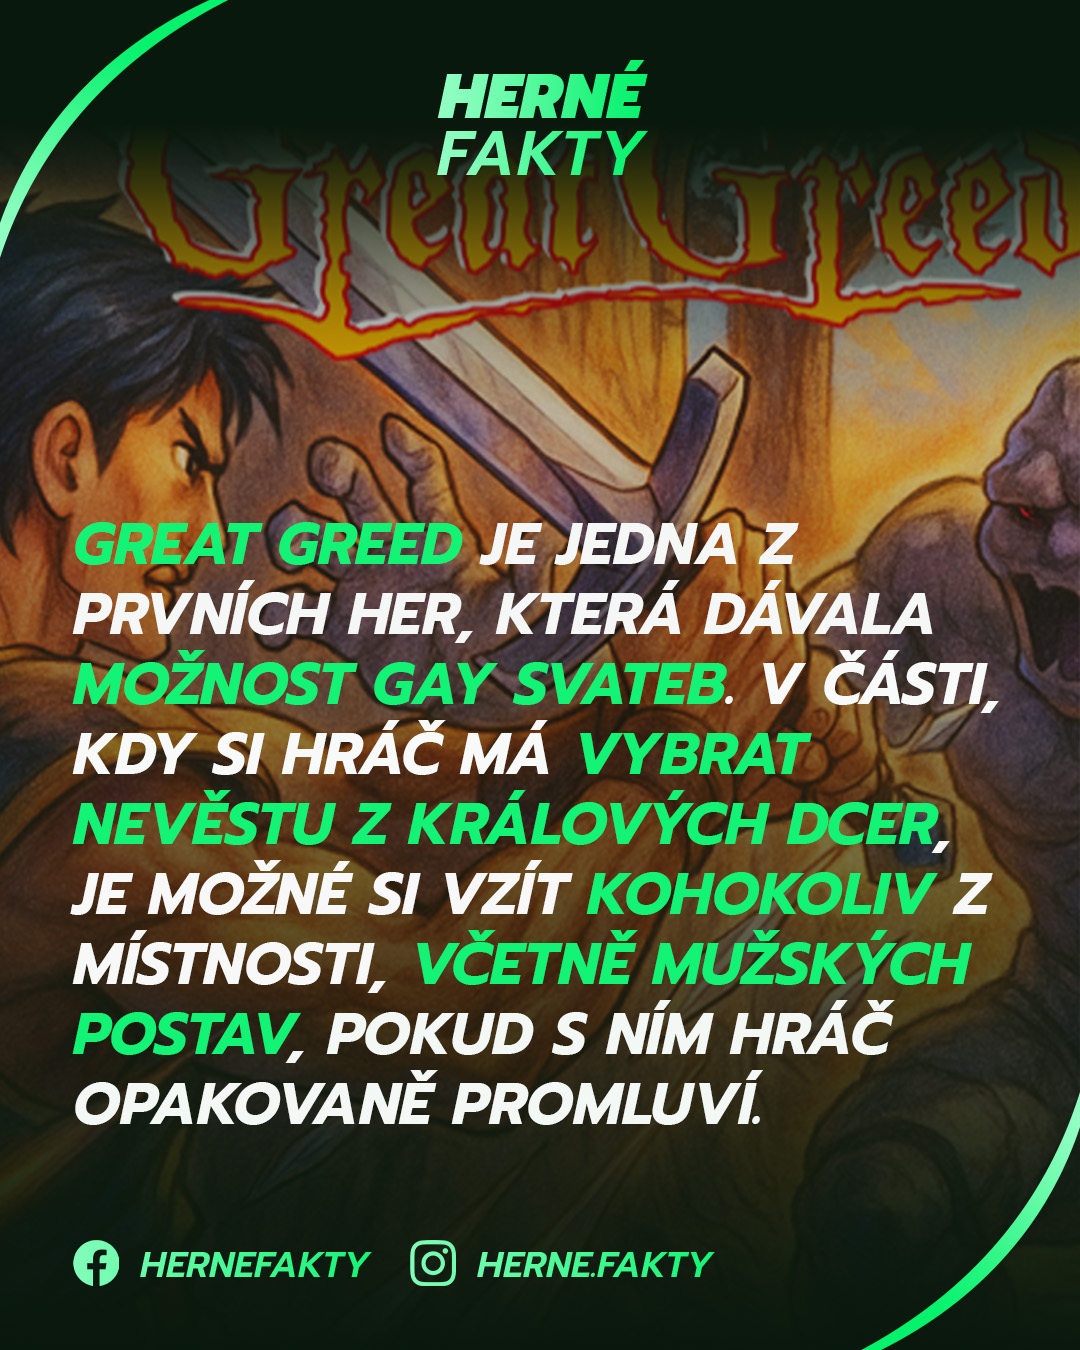 HERNÉ
FAKTY
Great Greed
GREAT GREED JE JEDNA Z
PRVNÍCH HER, KTERÁ DÁVALA
MOŽNOST GAY SVATEB. V ČÁSTI,
KDY SI HRÁČ MÁ VYBRAT
NEVĚSTU Z KRÁLOVÝCH DCER,
JE MOŽNÉ SI VZÍT KOHOKOLIV Z
MÍSTNOSTI, VČETNĚ MUŽSKÝCH
POSTAV, POKUD S NÍM HRÁČ
OPAKOVANĚ PROMLUVÍ.
HERNEFAKTY HERNE.FAKTY